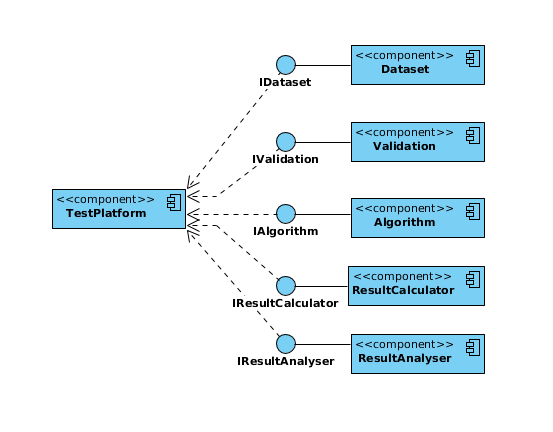 <<component>>
Dataset
IDataset
<<component>>
Validation
IValidation
<<component>>
TestPlatform
<<component>>
Algorithm
IAlgorithm
<<component>>
ResultCalculator
IResultCalculator
<<component>>
ResultAnalyser
IResultAnalyser